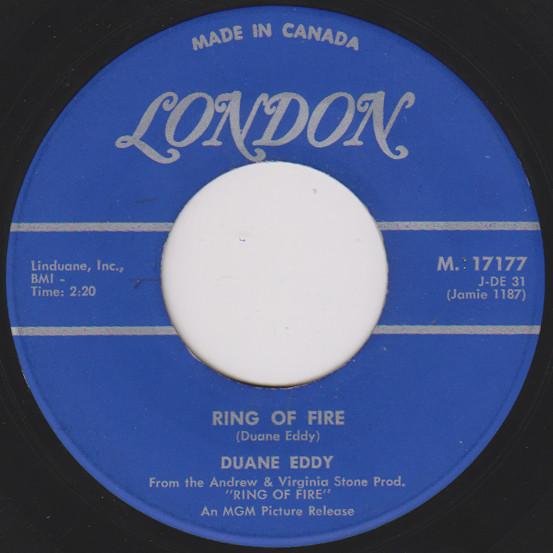 MADE IN CANADA
LONDON
Linduane, Inc.,
BMI -
Time: 2:20
M. 17177
J-DE 31
(Jamie 1187)
RING OF FIRE
(Duane Eddy)
DUANE EDDY
From the Andrew & Virginia Stone Prod.
"RING OF FIRE"
An MGM Picture Release